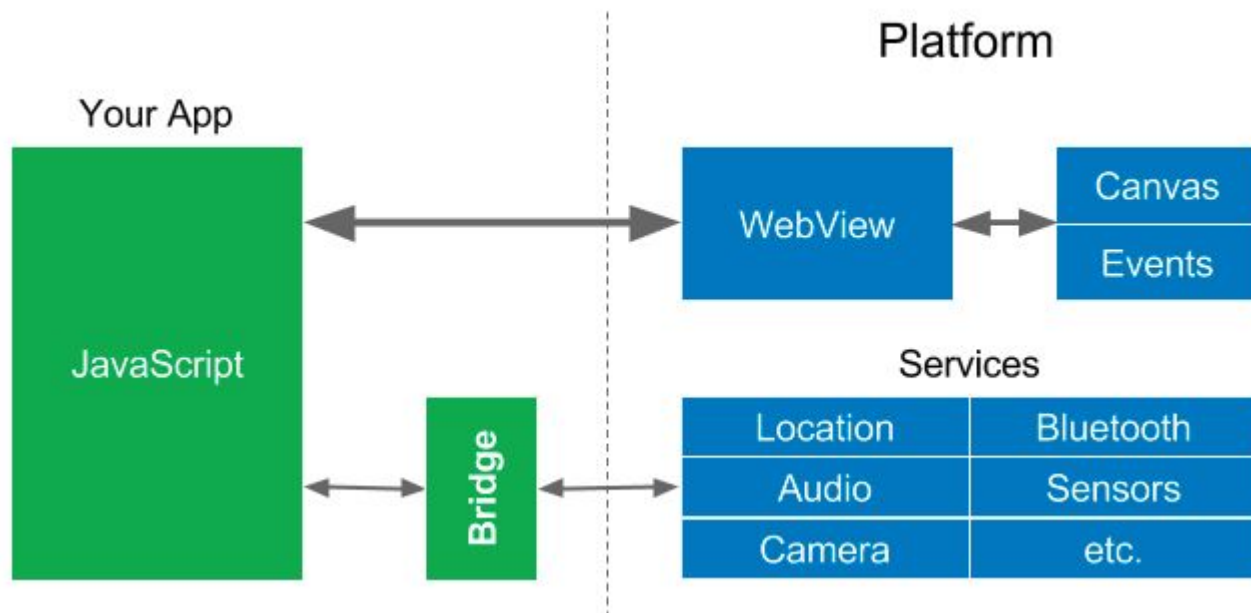 Platform
Your App
JavaScript
WebView
Canvas
Events
Bridge
Services
Location
Bluetooth
Audio
Sensors
Camera
etc.